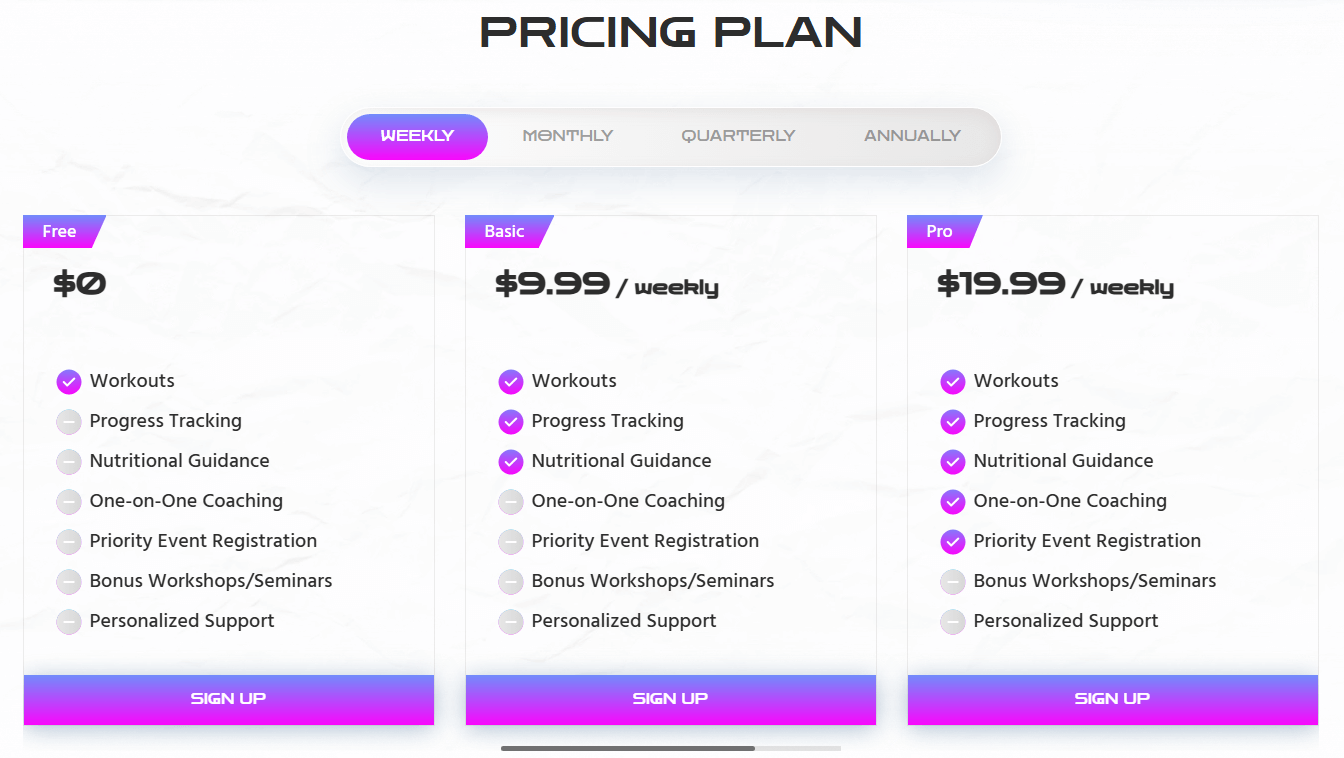 PRICING PLAN
WEEKLY MONTHLY QUARTERLY ANNUALLY
Free
$0
Workouts
Progress Tracking
Nutritional Guidance
One-on-One Coaching
Priority Event Registration
Bonus Workshops/Seminars
Personalized Support
SIGN UP
Basic
$9.99 / weekly
Workouts
Progress Tracking
Nutritional Guidance
One-on-One Coaching
Priority Event Registration
Bonus Workshops/Seminars
Personalized Support
SIGN UP
Pro
$19.99 / weekly
Workouts
Progress Tracking
Nutritional Guidance
One-on-One Coaching
Priority Event Registration
Bonus Workshops/Seminars
Personalized Support
SIGN UP